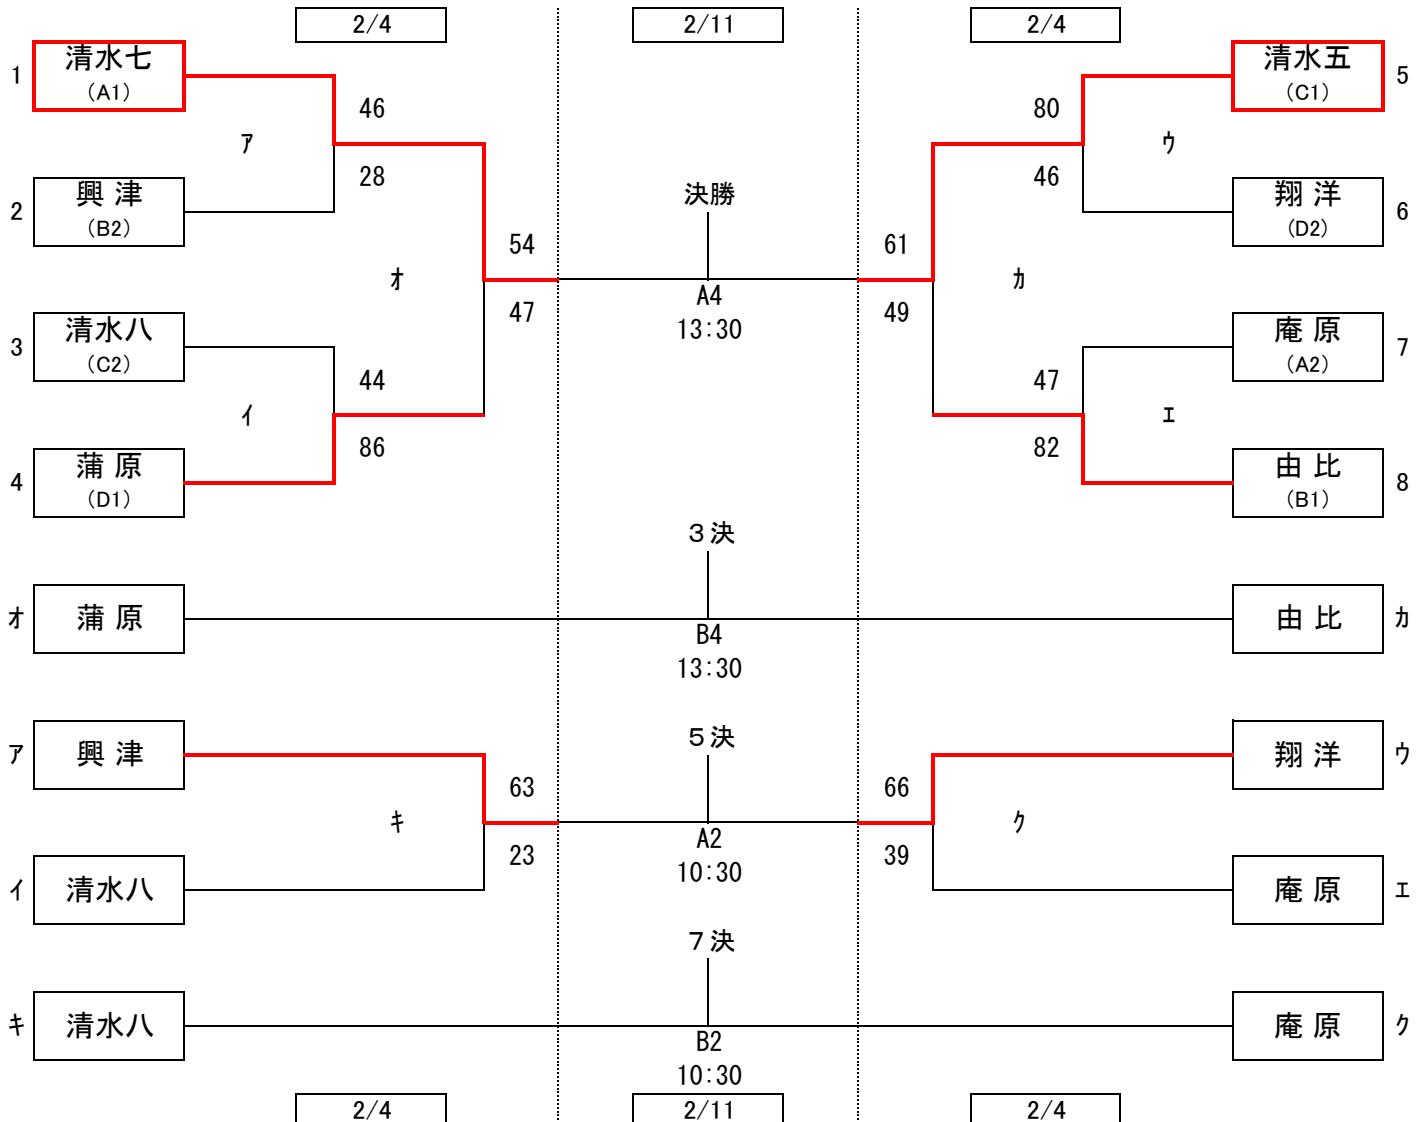 2/4 2/11 2/4
1 清水七 清水五 5
(A1) 46 80 (C1)
ｱ ｳ
28 46
2 興 津 決勝 翔 洋 6
(B2) (D2)
54 61
ｵ ｶ
A4
47 49
3 清水八 13:30 庵 原 7
(C2) (A2)
44 47
ｲ ｴ
86 82
4 蒲 原 由 比 8
(D1) (B1)
３決
ｵ 蒲 原 由 比 ｶ
B4
13:30
５決
ｱ 興 津 翔 洋 ｳ
63 66
ｷ ｸ
A2
23 39
10:30
ｲ 清水八 庵 原 ｴ
７決
ｷ 清水八 庵 原 ｸ
B2
10:30
2/4 2/11 2/4